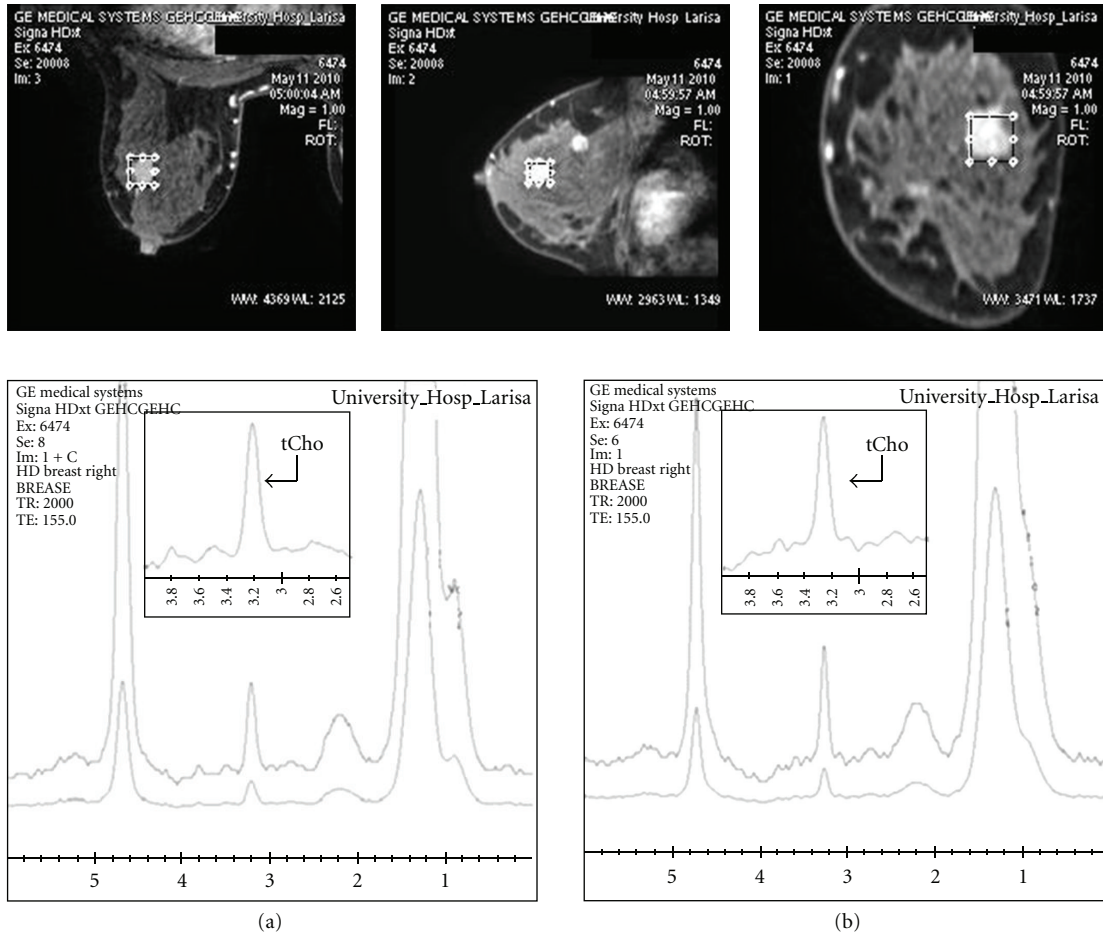 GE MEDICAL SYSTEMS University_Hosp_Larisa
Signa HDxt
Ex 6474
Se: 20008
Im: 3
6474
May 11 2010
05:00:04 AM
Mag = 1.00
FL:
ROT:
WW: 4369 WL: 2125
GE MEDICAL SYSTEMS University Hosp Larisa
Signa HDxt
Ex 6474
Se: 20008
Im: 2
6474
May 11 2010
04:59:57 AM
Mag = 1.00
FL:
ROT:
WW: 2963 WL: 1349
GE MEDICAL SYSTEMS University_Hosp_Larisa
Signa HDxt
Ex 6474
Se: 20008
Im: 1
6474
May 11 2010
04:59:57 AM
Mag = 1.00
FL:
ROT:
WW: 3471 WL: 1737
GE medical systems
University_Hosp_Larisa
Signa HDxt GEHCGEHC
Ex: 6474
Se: 8
Im: 1 + C
HD breast right
BREASE
TR: 2000
TE: 155.0
tCho
3.8 3.6 3.4 3.2 3 2.8 2.6
5 4 3 2 1
(a)
GE medical systems
University_Hosp_Larisa
Signa HDxt GEHCGEHC
Ex: 6474
Se: 6
Im: 1
HD breast right
BREASE
TR: 2000
TE: 155.0
tCho
3.8 3.6 3.4 3.2 3 2.8 2.6
5 4 3 2 1
(b)